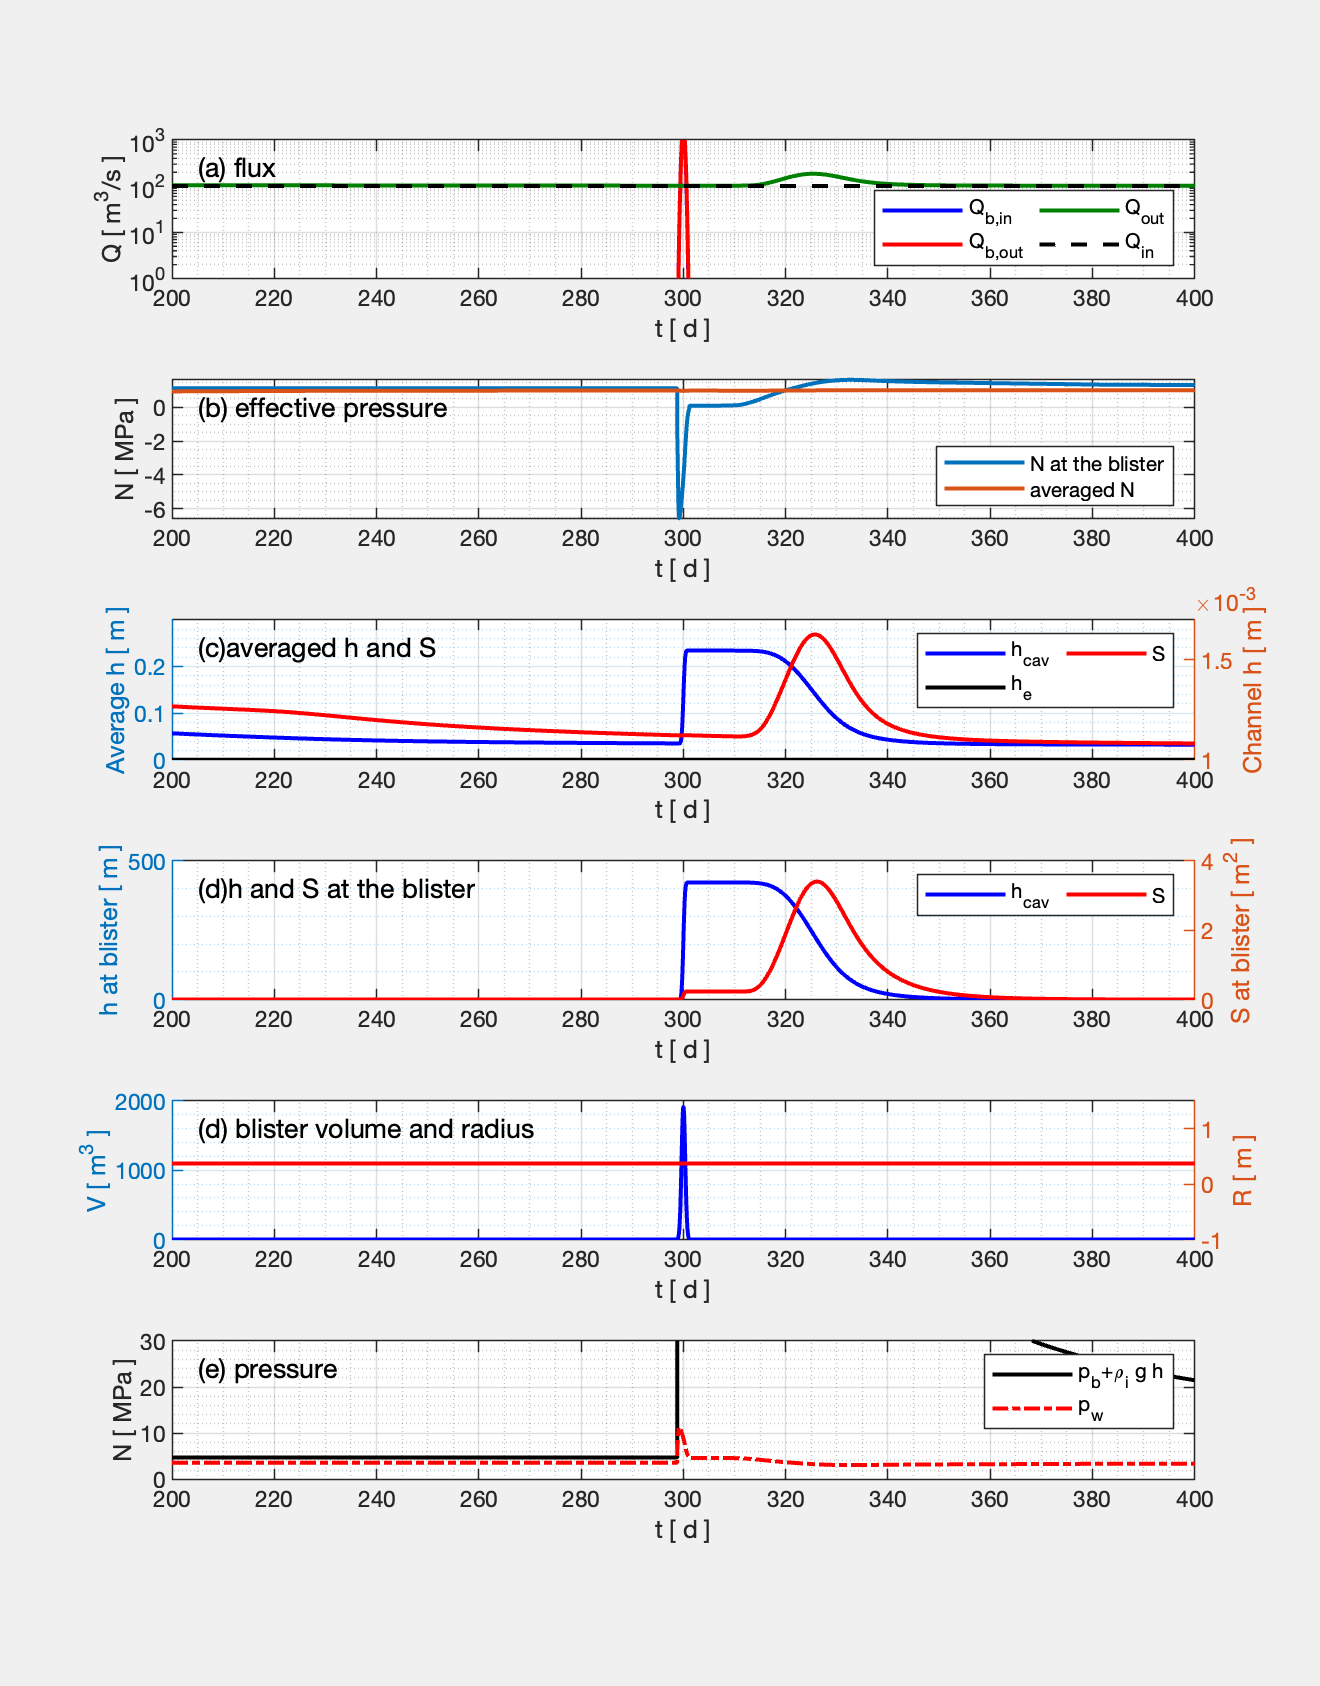 (a) flux
Q [ m³/s ]
10³
10²
10¹
10⁰
Q_b,in
Q_out
Q_b,out
Q_in
200 220 240 260 280 300 320 340 360 380 400
t [ d ]
(b) effective pressure
N [ MPa ]
0
-2
-4
-6
N at the blister
averaged N
200 220 240 260 280 300 320 340 360 380 400
t [ d ]
×10⁻³
(c)averaged h and S
Average h [ m ]
0.2
0.1
0
h_cav
S
h_e
Channel h [ m ]
1.5
1
200 220 240 260 280 300 320 340 360 380 400
t [ d ]
(d)h and S at the blister
h at blister [ m ]
500
0
h_cav
S
S at blister [ m² ]
4
2
0
200 220 240 260 280 300 320 340 360 380 400
t [ d ]
(d) blister volume and radius
V [ m³ ]
2000
1000
0
R [ m ]
1
0
-1
200 220 240 260 280 300 320 340 360 380 400
t [ d ]
(e) pressure
N [ MPa ]
30
20
10
0
p_b+ρ_i g h
p_w
200 220 240 260 280 300 320 340 360 380 400
t [ d ]